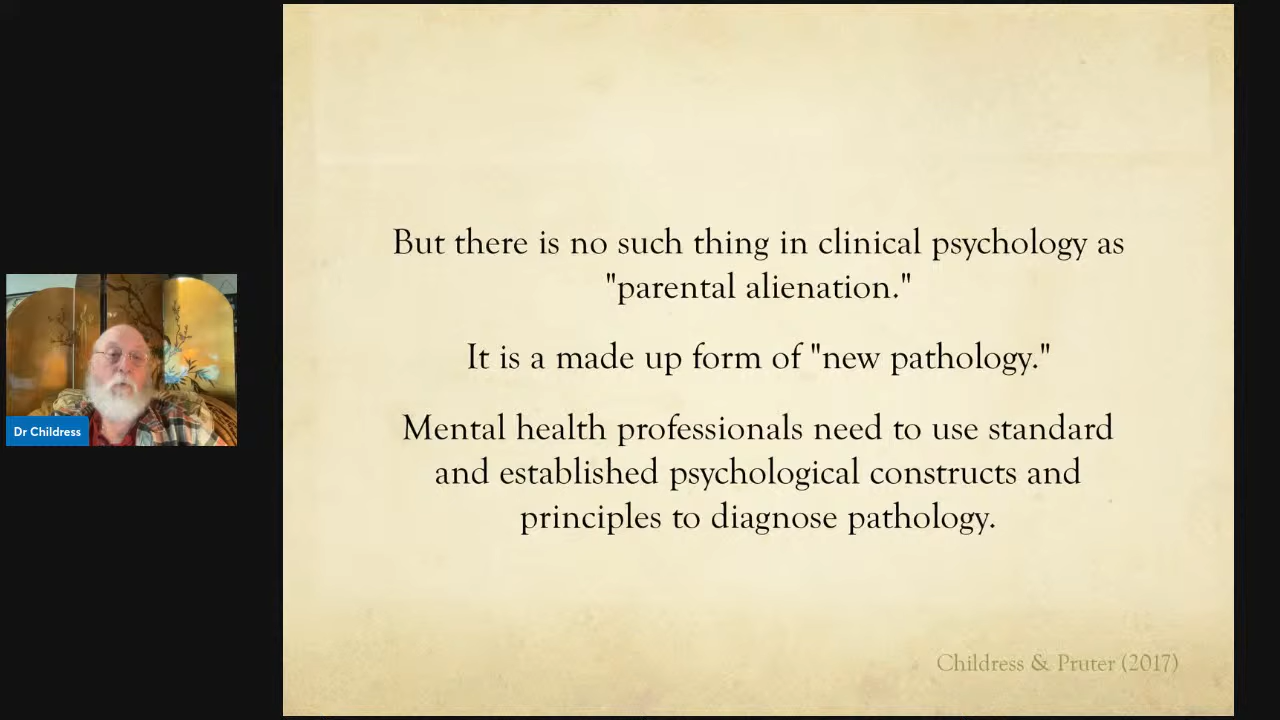 But there is no such thing in clinical psychology as
"parental alienation."
It is a made up form of "new pathology."
Mental health professionals need to use standard
and established psychological constructs and
principles to diagnose pathology.
Dr Childress
Childress & Pruter (2017)